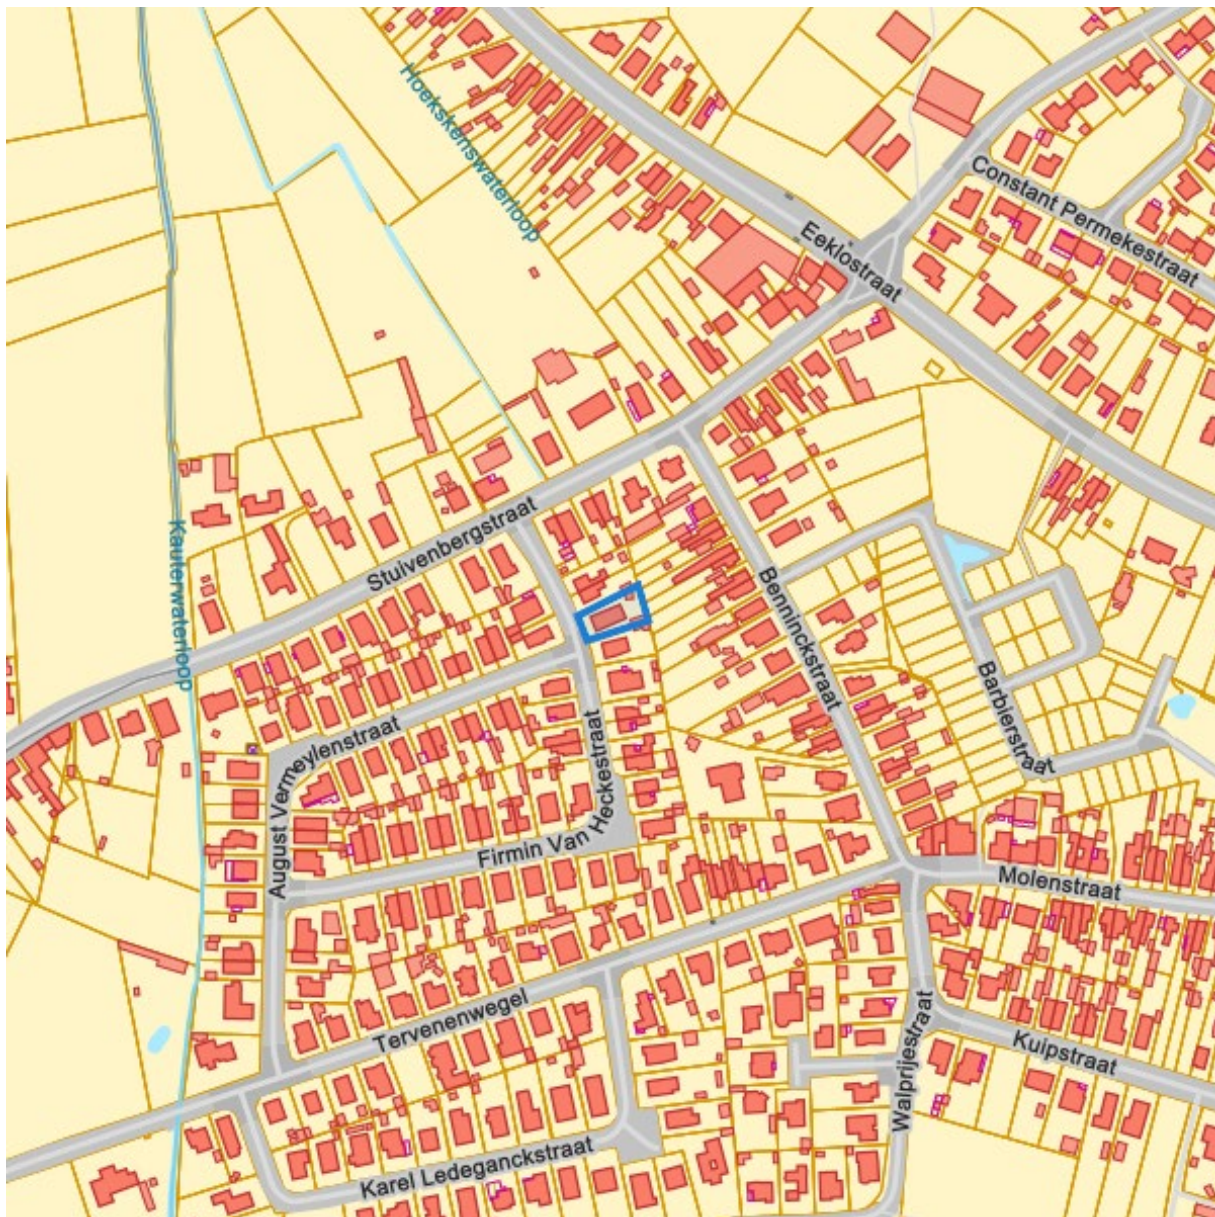 Hoekskenswaterloop
Constant Permekestraat
Eeklostraat
Stuivenbergstraat
Kauterwaterloop
Benninckstraat
Barbierstraat
August Vermeylenstraat
Firmin Van Heckestraat
Molenstraat
Tervenenwegel
Walprijestraat
Kuipstraat
Karel Ledeganckstraat